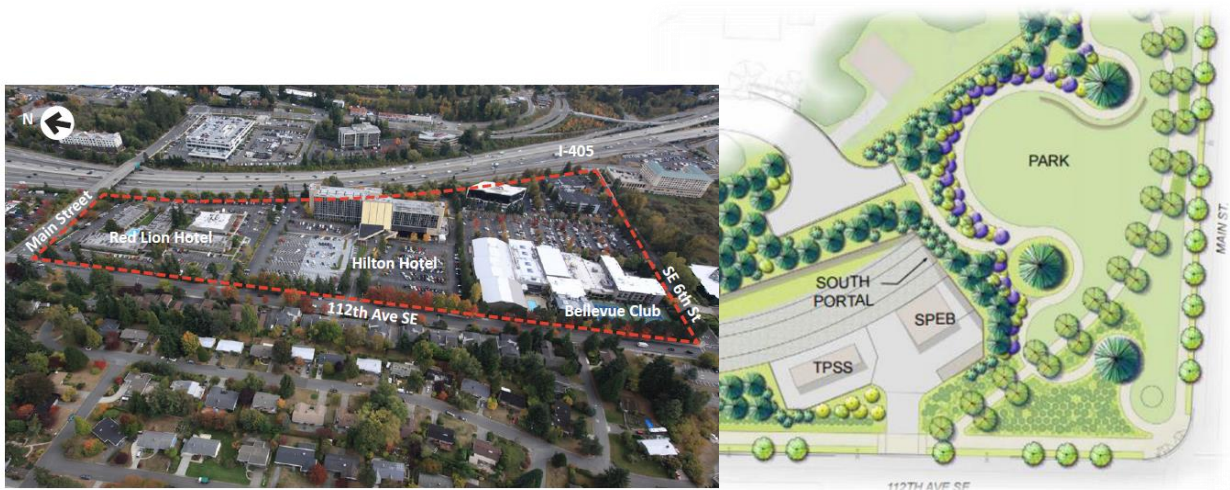 N
I-405
Main Street
Red Lion Hotel
Hilton Hotel
SE 6th St
112th Ave SE
Bellevue Club
PARK
MAIN ST.
SOUTH
PORTAL
SPEB
TPSS
112TH AVE SE